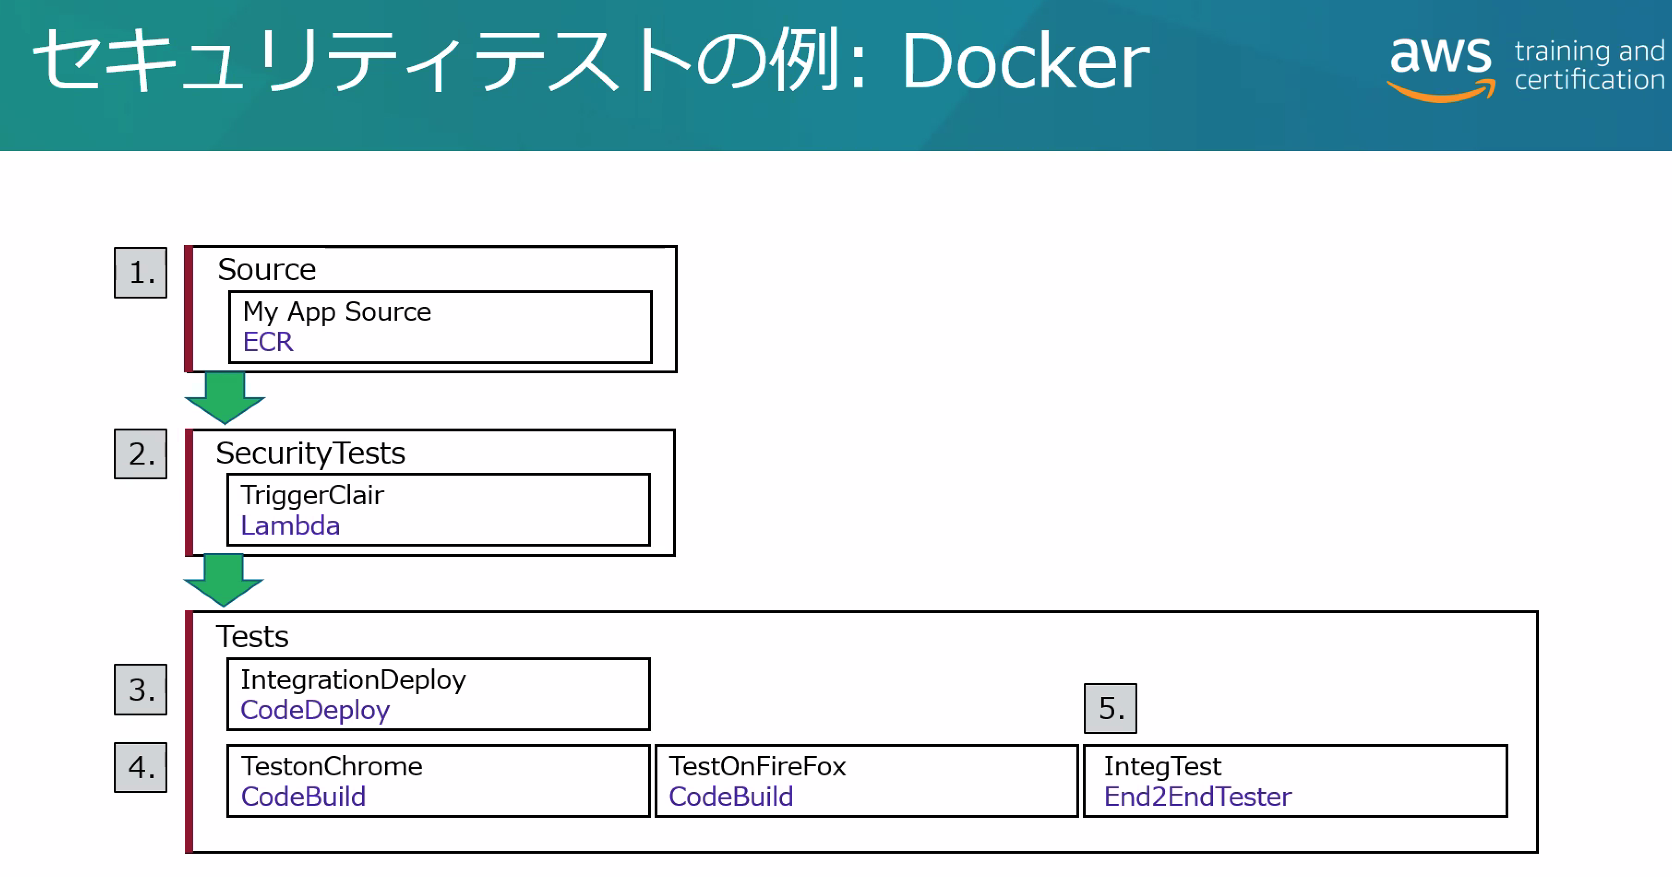 セキュリティテストの例: Docker
aws training and
certification
1.
Source
My App Source
ECR
2.
SecurityTests
TriggerClair
Lambda
Tests
3.
IntegrationDeploy
CodeDeploy
4.
TestonChrome
CodeBuild
TestOnFireFox
CodeBuild
5.
IntegTest
End2EndTester